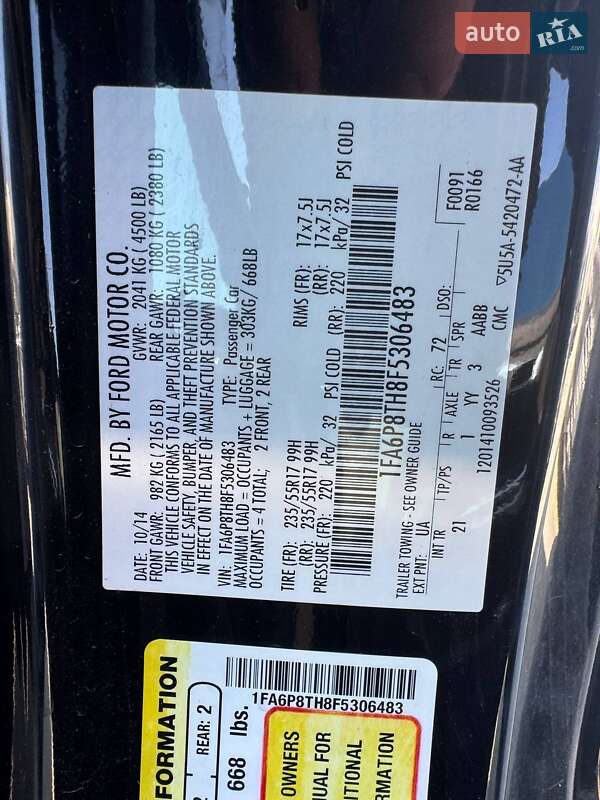 auto RIA.com
MFD. BY FORD MOTOR CO.
DATE: 10/14 GVWR: 2041 KG ( 4500 LB)
FRONT GAWR: 982 KG ( 2165 LB) REAR GAWR: 1080 KG ( 2380 LB)
THIS VEHICLE CONFORMS TO ALL APPLICABLE FEDERAL MOTOR
VEHICLE SAFETY, BUMPER, AND THEFT PREVENTION STANDARDS
IN EFFECT ON THE DATE OF MANUFACTURE SHOWN ABOVE.
VIN: 1FA6P8TH8F5306483 TYPE: Passenger Car
MAXIMUM LOAD = OCCUPANTS + LUGGAGE = 303KG/ 668LB
OCCUPANTS = 4 TOTAL; 2 FRONT, 2 REAR
TIRE (FR): 235/55R17 99H RIMS (FR): 17x7.5J
(RR): 235/55R17 99H (RR): 17x7.5J
PRESSURE (FR): 220 kPa/ 32 PSI COLD (RR): 220 kPa/ 32 PSI COLD
1FA6P8TH8F5306483
TRAILER TOWING - SEE OWNER GUIDE
EXT PNT: UA RC: 72 DSO: F0091
R0166
INT TR TP/PS R AXLE TR SPR
21 1 YY 3 AABB
1201410093526 CMC ▽5U5A-5420472-AA
1FA6P8TH8F5306483
FORMATION
REAR: 2
668 lbs.
OWNERS
UAL FOR
ITIONAL